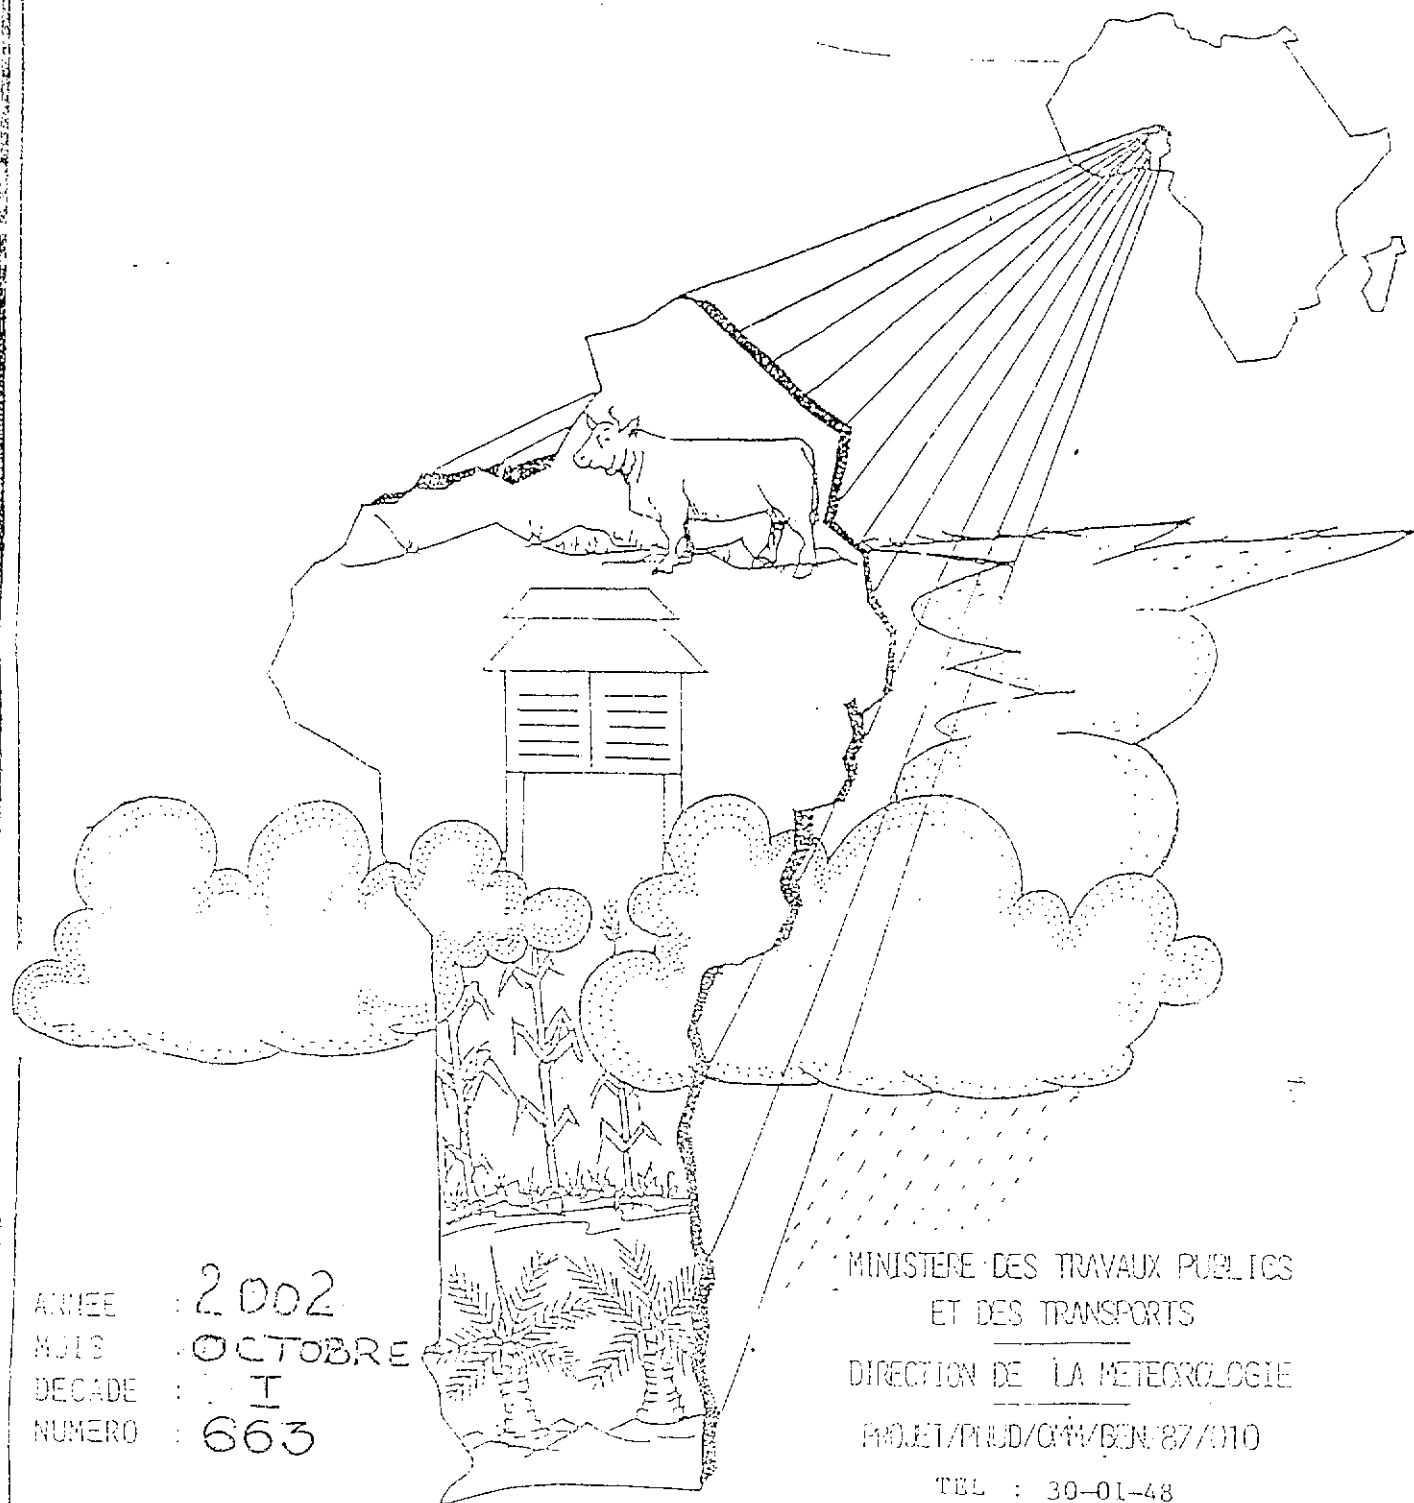 ANNEE : 2002
MOIS : OCTOBRE
DECADE : I
NUMERO : 663
MINISTERE DES TRAVAUX PUBLICS
ET DES TRANSPORTS
DIRECTION DE LA METEOROLOGIE
PROJET/PNUD/OMM/BEN/87/010
TEL : 30-01-48